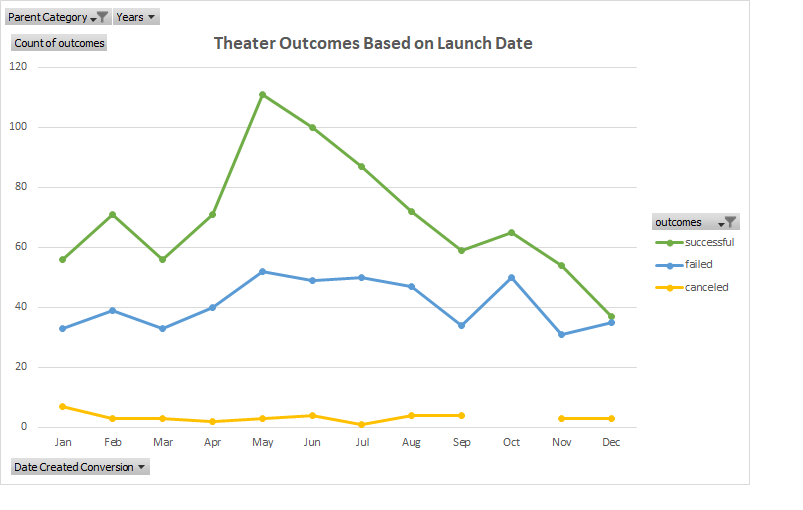 Parent Category Years
Count of outcomes
Theater Outcomes Based on Launch Date
120
100
80
60
40
20
0
Jan Feb Mar Apr May Jun Jul Aug Sep Oct Nov Dec
outcomes
successful
failed
canceled
Date Created Conversion